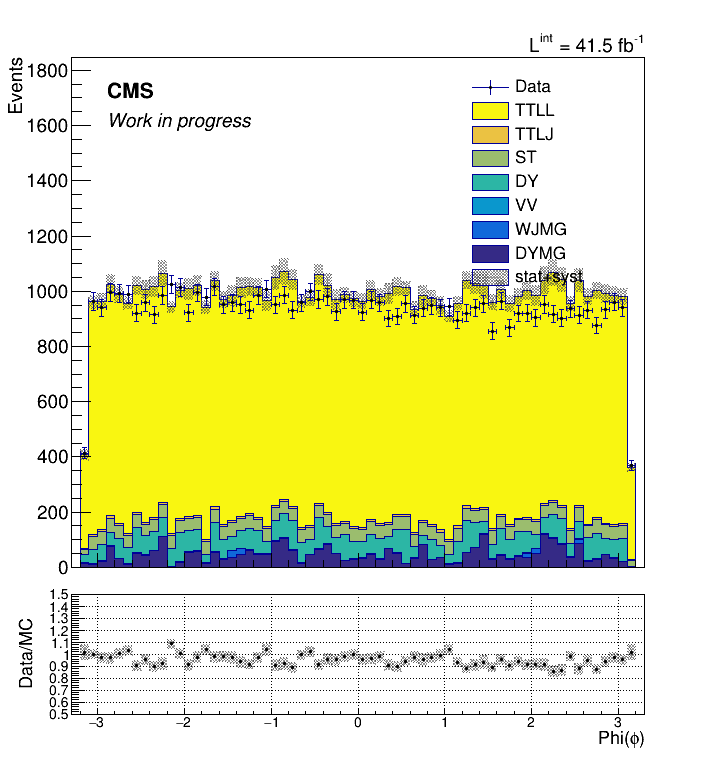 L^int = 41.5 fb^-1
Events
1800
1600
1400
1200
1000
800
600
400
200
0
CMS
Work in progress
Data
TTLL
TTLJ
ST
DY
VV
WJMG
DYMG
stat+syst
Data/MC
1.5
1.4
1.3
1.2
1.1
1
0.9
0.8
0.7
0.6
0.5
−3 −2 −1 0 1 2 3
Phi(ϕ)